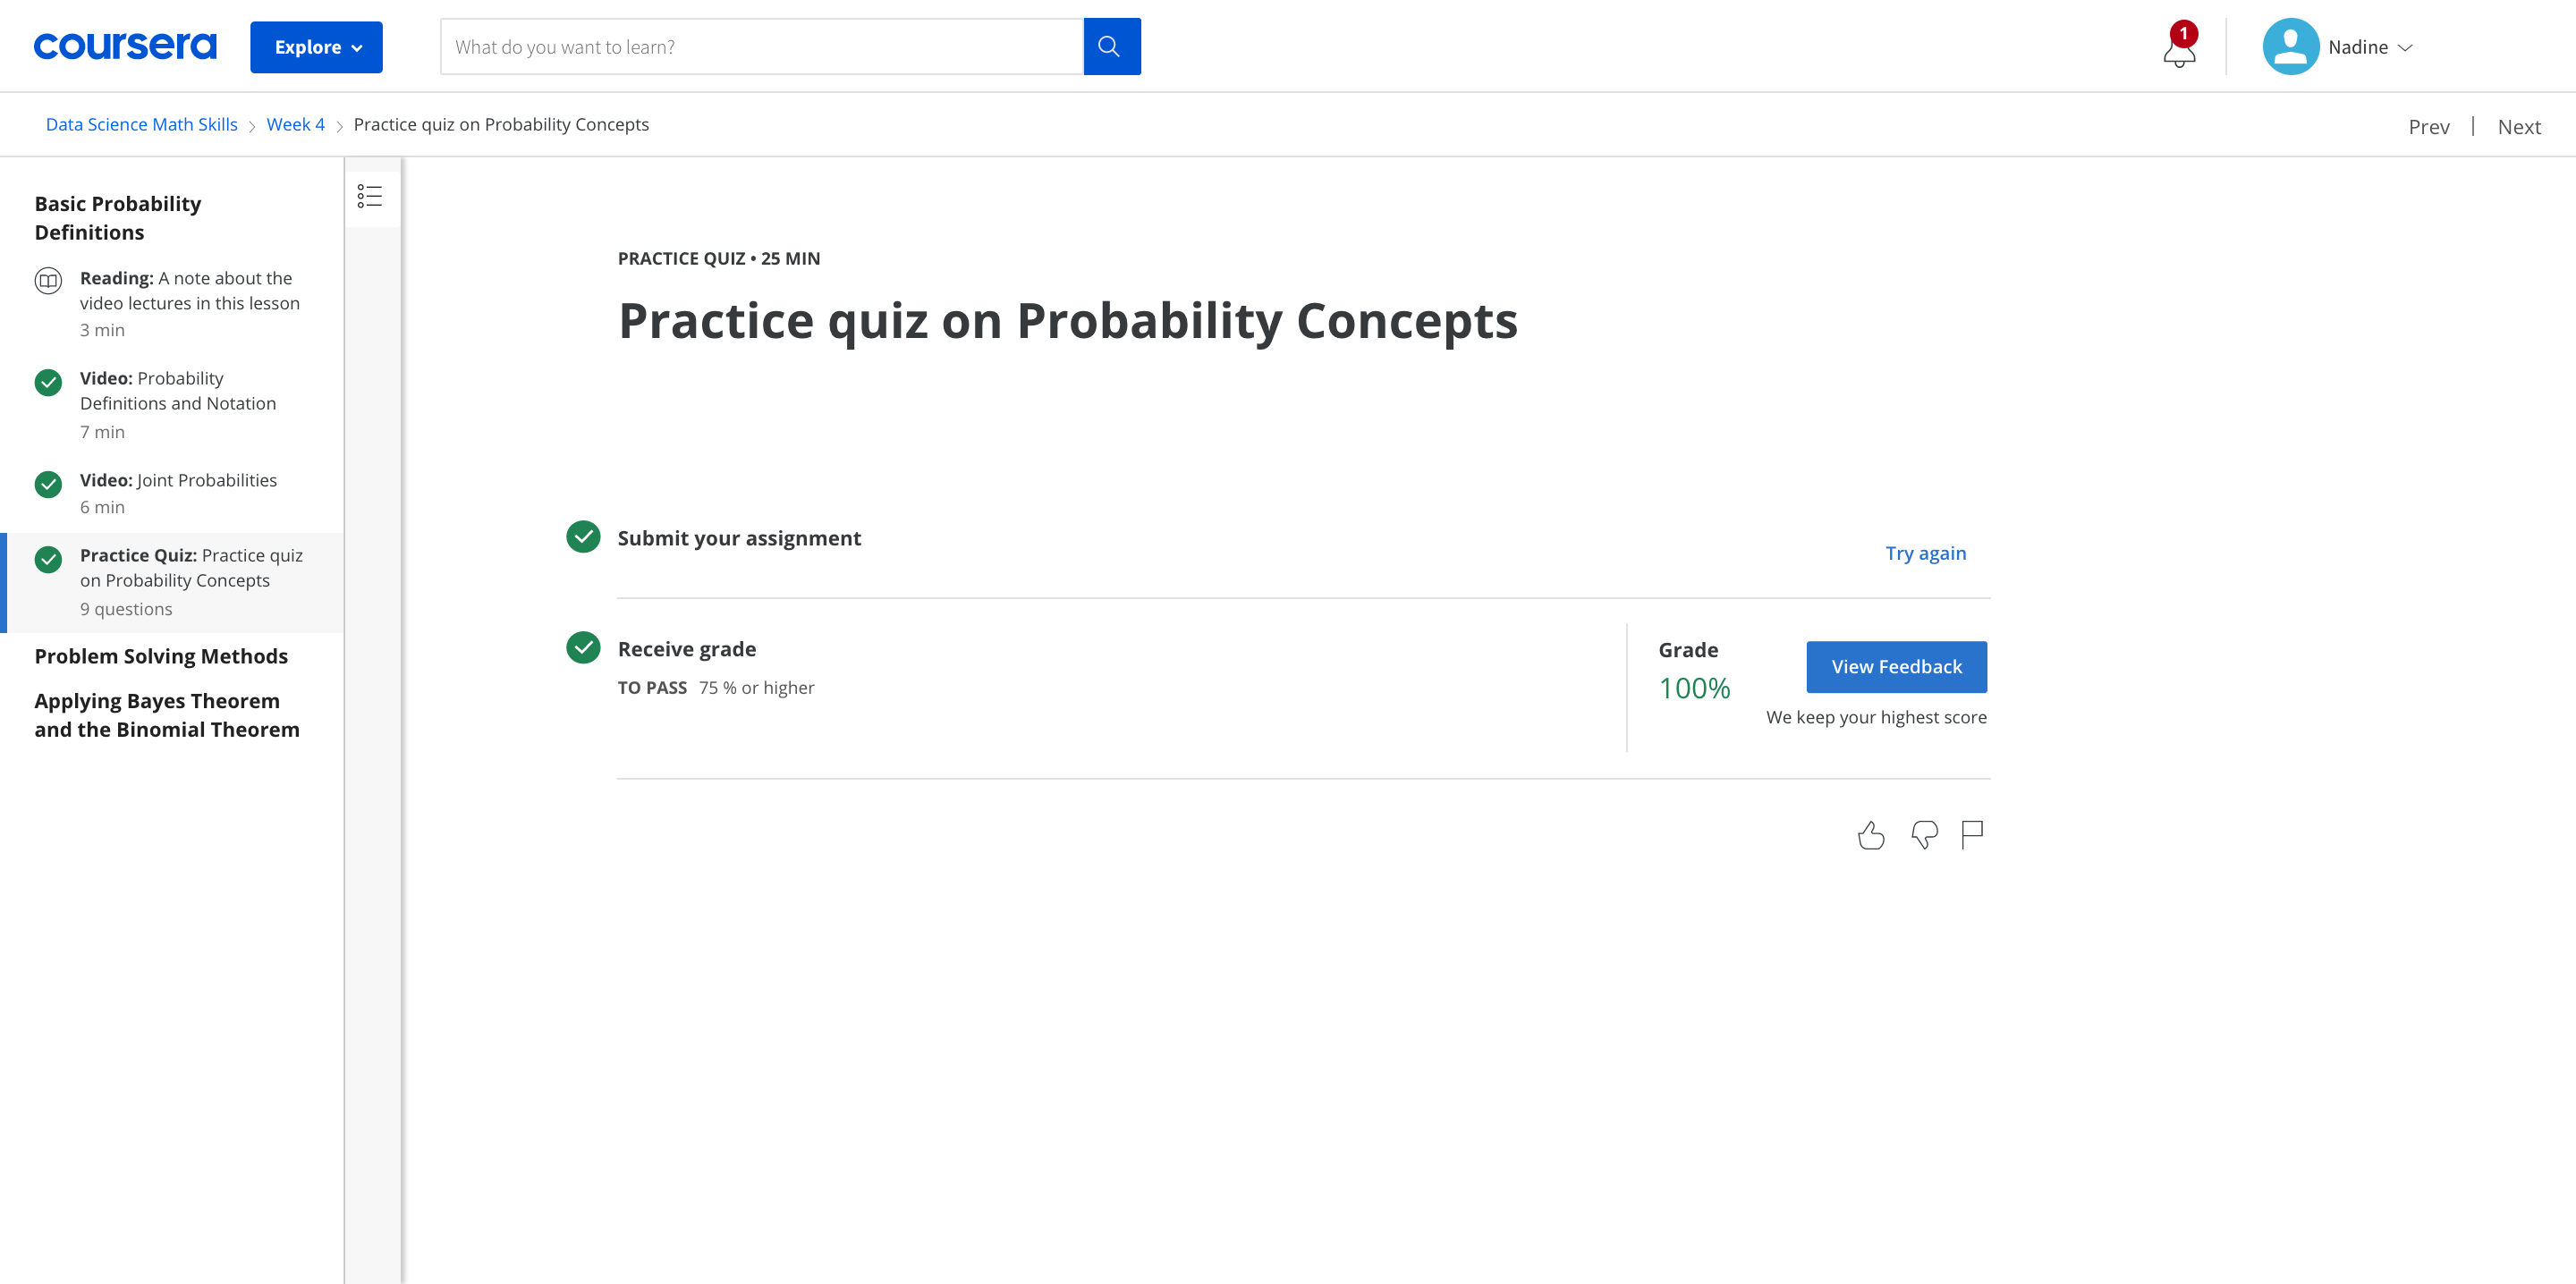 coursera
Explore
What do you want to learn?
1
Nadine
Data Science Math Skills
Week 4
Practice quiz on Probability Concepts
Prev | Next
Basic Probability
Definitions
Reading: A note about the
video lectures in this lesson
3 min
Video: Probability
Definitions and Notation
7 min
Video: Joint Probabilities
6 min
Practice Quiz: Practice quiz
on Probability Concepts
9 questions
Problem Solving Methods
Applying Bayes Theorem
and the Binomial Theorem
PRACTICE QUIZ • 25 MIN
Practice quiz on Probability Concepts
Submit your assignment
Try again
Receive grade
TO PASS 75 % or higher
Grade
100%
View Feedback
We keep your highest score